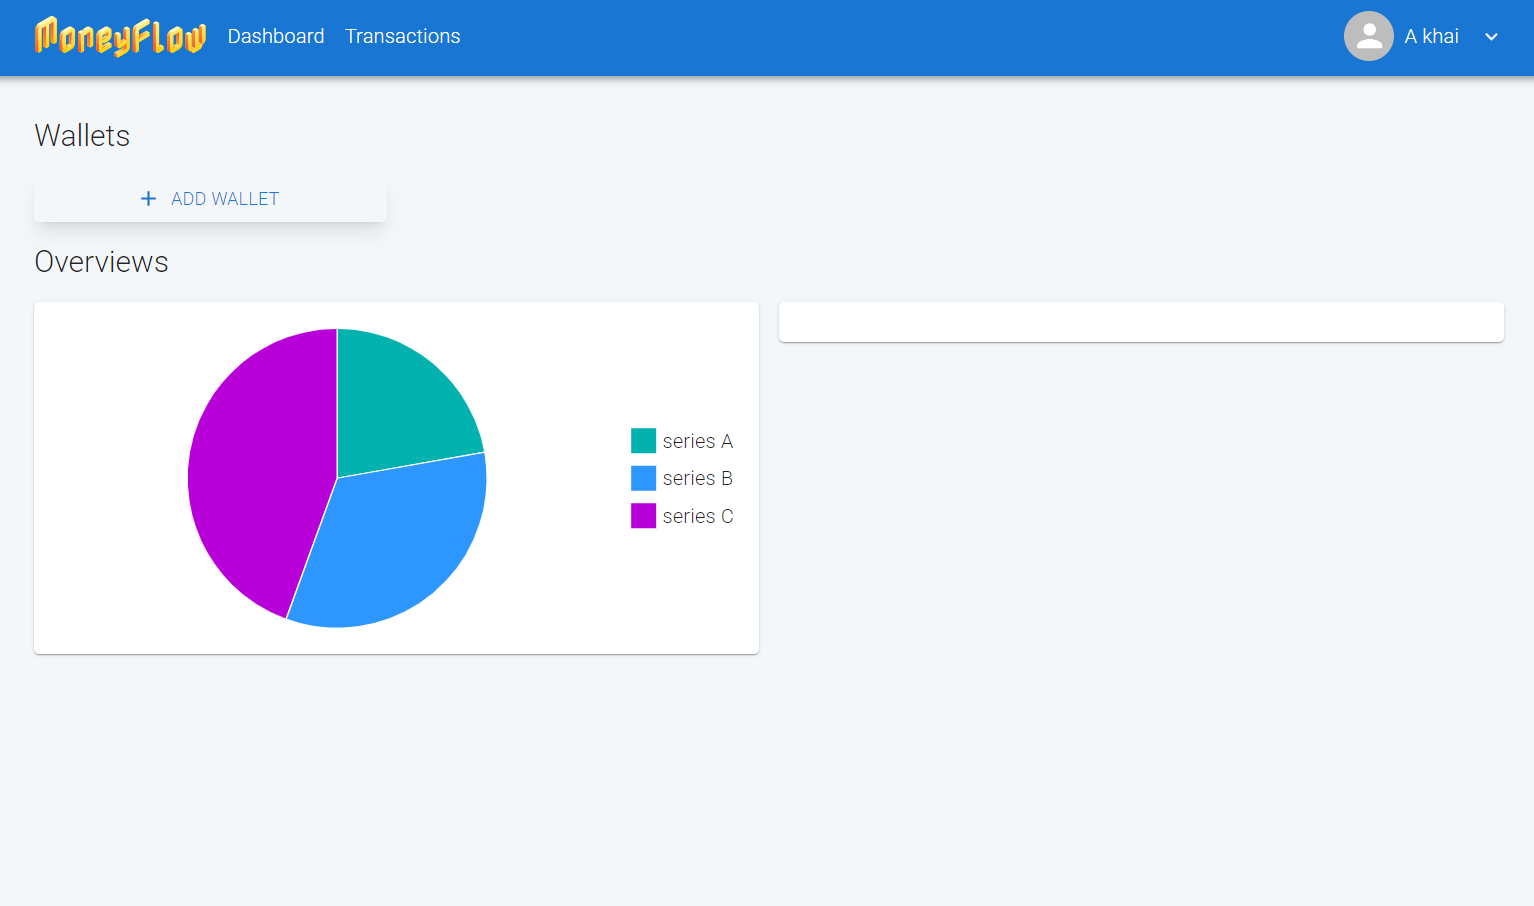 MoneyFlow Dashboard Transactions A khai
Wallets
+ ADD WALLET
Overviews
series A
series B
series C